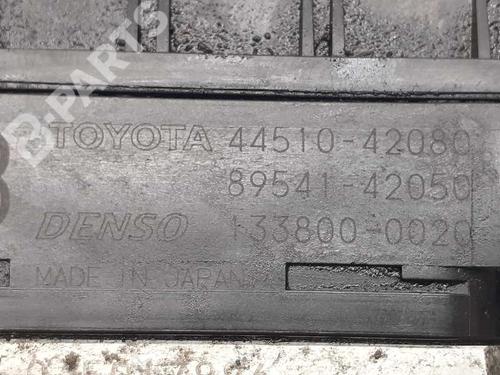 B-PARTS
TOYOTA 44510-42080
89541-42050
DENSO 133800-0020
MADE IN JAPAN